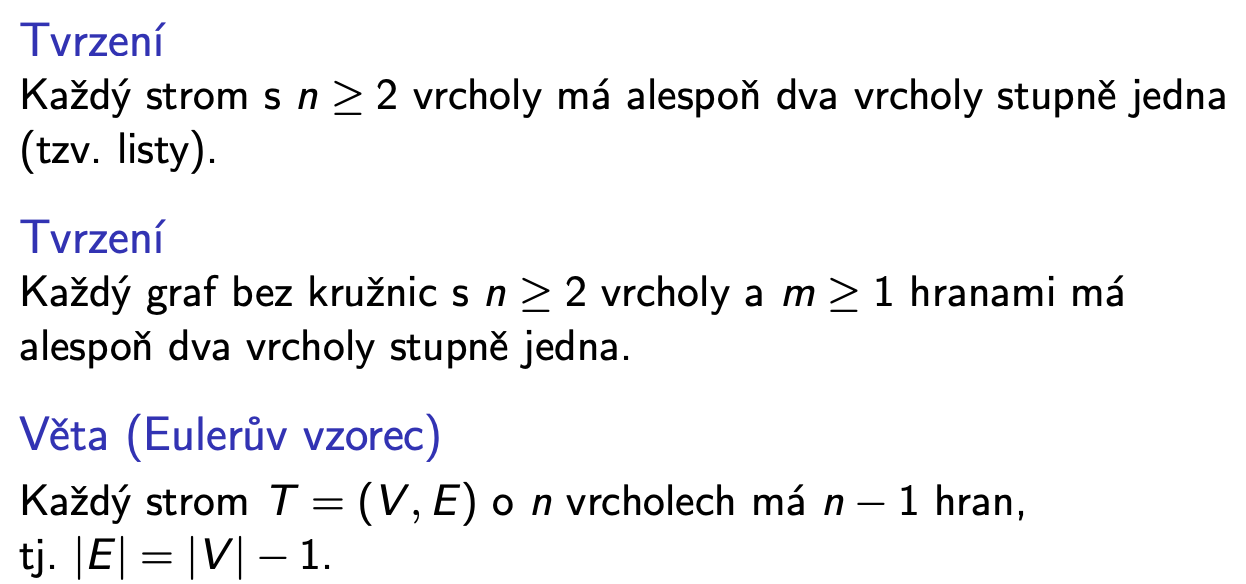 Tvrzení
Každý strom s n ≥ 2 vrcholy má alespoň dva vrcholy stupně jedna
(tzv. listy).
Tvrzení
Každý graf bez kružnic s n ≥ 2 vrcholy a m ≥ 1 hranami má
alespoň dva vrcholy stupně jedna.
Věta (Eulerův vzorec)
Každý strom T = (V, E) o n vrcholech má n − 1 hran,
tj. |E| = |V| − 1.